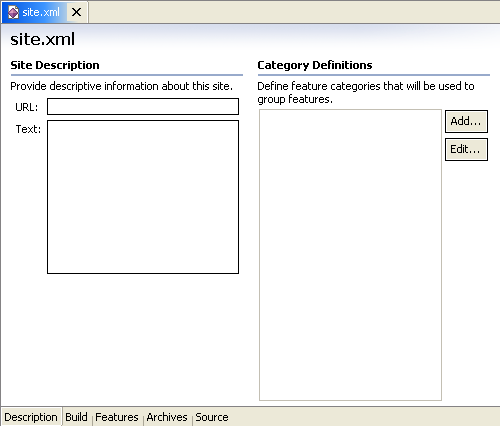 site.xml
site.xml
Site Description
Provide descriptive information about this site.
URL:
Text:
Category Definitions
Define feature categories that will be used to
group features.
Add...
Edit...
Description Build Features Archives Source